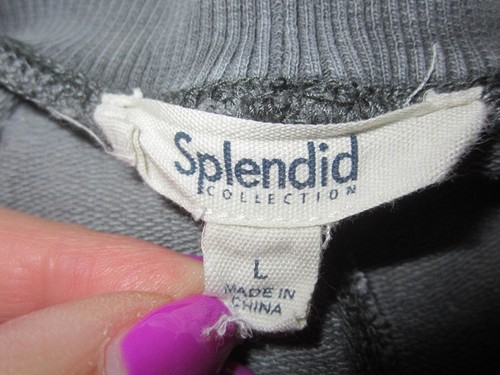 Splendid
COLLECTION
L
MADE IN
CHINA